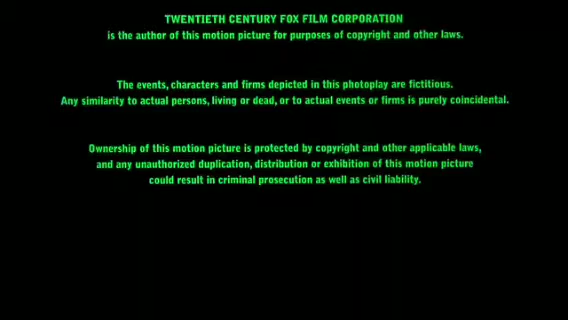 TWENTIETH CENTURY FOX FILM CORPORATION
is the author of this motion picture for purposes of copyright and other laws.
The events, characters and firms depicted in this photoplay are fictitious.
Any similarity to actual persons, living or dead, or to actual events or firms is purely coincidental.
Ownership of this motion picture is protected by copyright and other applicable laws,
and any unauthorized duplication, distribution or exhibition of this motion picture
could result in criminal prosecution as well as civil liability.